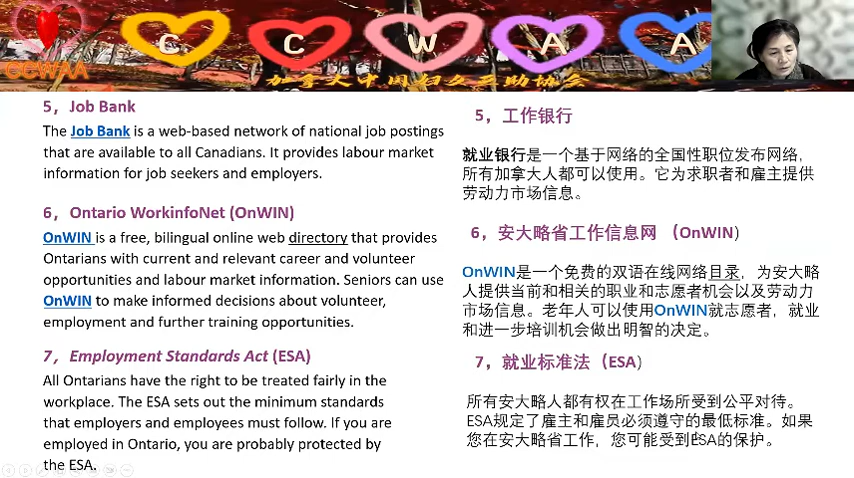 CCWAA
C C W A A
加拿大中国妇女互助协会
5，Job Bank
The Job Bank is a web-based network of national job postings
that are available to all Canadians. It provides labour market
information for job seekers and employers.
6，Ontario WorkinfoNet (OnWIN)
OnWIN is a free, bilingual online web directory that provides
Ontarians with current and relevant career and volunteer
opportunities and labour market information. Seniors can use
OnWIN to make informed decisions about volunteer,
employment and further training opportunities.
7，Employment Standards Act (ESA)
All Ontarians have the right to be treated fairly in the
workplace. The ESA sets out the minimum standards
that employers and employees must follow. If you are
employed in Ontario, you are probably protected by
the ESA.
5，工作银行
就业银行是一个基于网络的全国性职位发布网络，
所有加拿大人都可以使用。它为求职者和雇主提供
劳动力市场信息。
6，安大略省工作信息网 （OnWIN）
OnWIN是一个免费的双语在线网络目录，为安大略
人提供当前和相关的职业和志愿者机会以及劳动力
市场信息。老年人可以使用OnWIN就志愿者，就业
和进一步培训机会做出明智的决定。
7，就业标准法（ESA）
所有安大略人都有权在工作场所受到公平对待。
ESA规定了雇主和雇员必须遵守的最低标准。如果
您在安大略省工作，您可能受到ESA的保护。